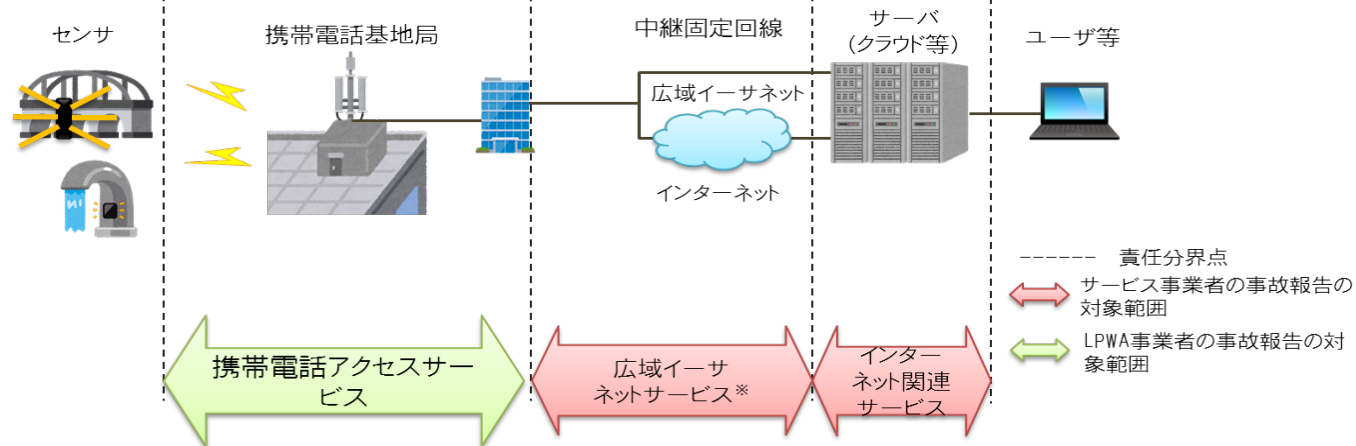 センサ
携帯電話基地局
中継固定回線
サーバ
(クラウド等)
ユーザ等
広域イーサネット
インターネット
------ 責任分界点
サービス事業者の事故報告の
対象範囲
LPWA事業者の事故報告の対
象範囲
携帯電話アクセスサー
ビス
広域イーサ
ネットサービス※
インター
ネット関連
サービス